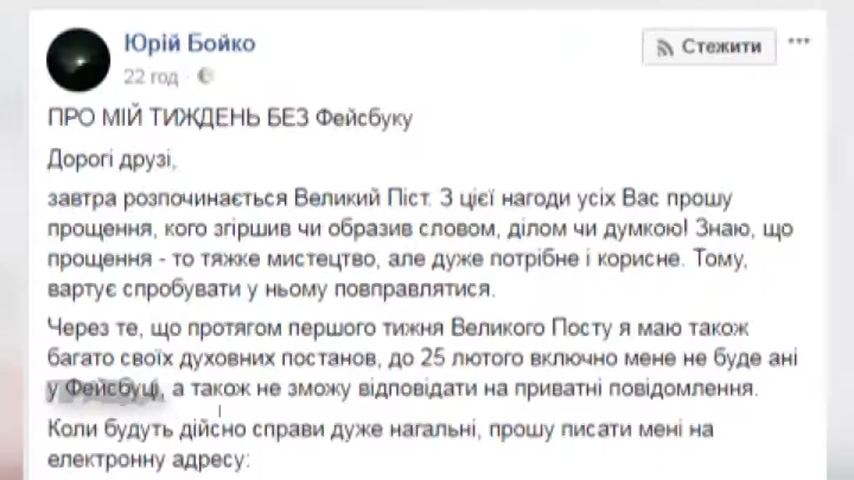 Юрій Бойко
Стежити
22 год
ПРО МІЙ ТИЖДЕНЬ БЕЗ Фейсбуку
Дорогі друзі,
завтра розпочинається Великий Піст. З цієї нагоди усіх Вас прошу
прощення, кого згіршив чи образив словом, ділом чи думкою! Знаю, що
прощення - то тяжке мистецтво, але дуже потрібне і корисне. Тому,
вартує спробувати у ньому повправлятися.
Через те, що протягом першого тижня Великого Посту я маю також
багато своїх духовних постанов, до 25 лютого включно мене не буде ані
у Фейсбуці, а також не зможу відповідати на приватні повідомлення.
Коли будуть дійсно справи дуже нагальні, прошу писати мені на
електронну адресу: